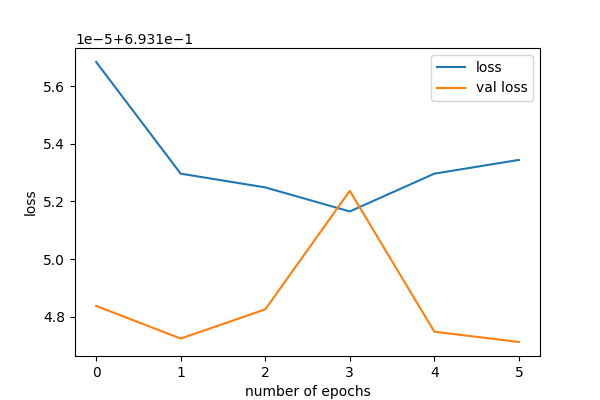 1e−5+6.931e−1
loss
val loss
5.6
5.4
5.2
5.0
4.8
loss
0 1 2 3 4 5
number of epochs